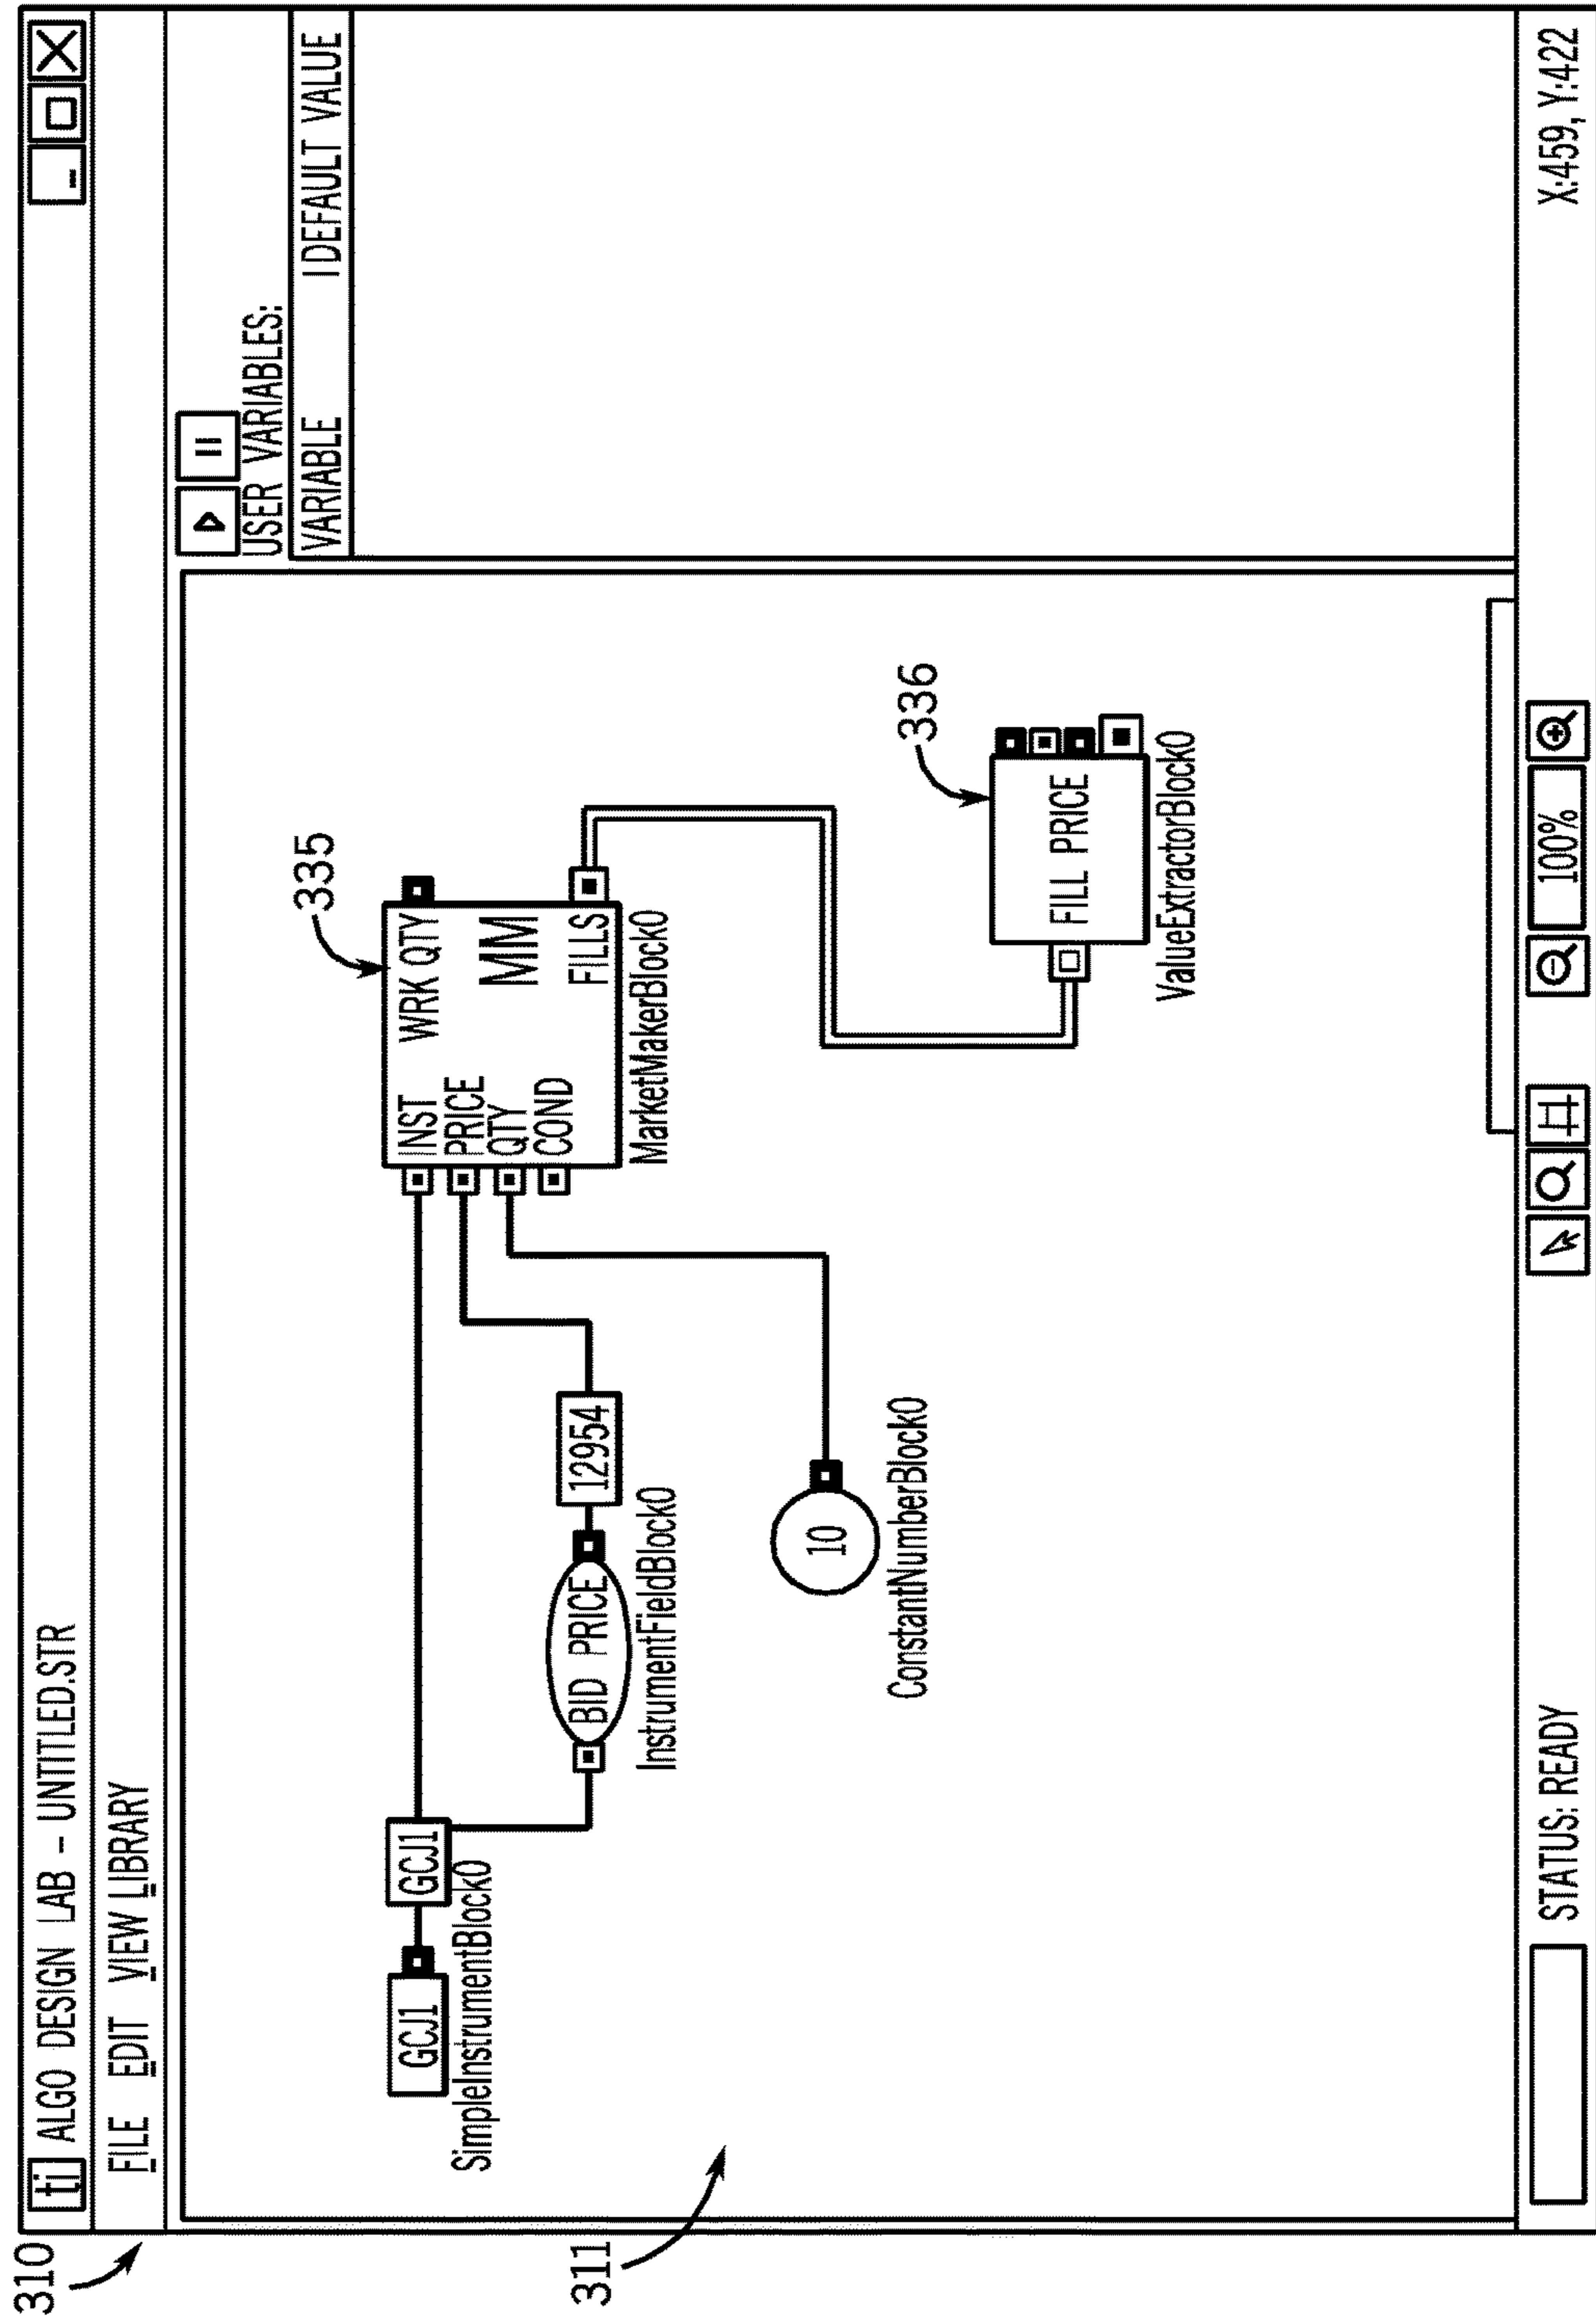 310
ti ALGO DESIGN LAB – UNTITLED.STR
FILE EDIT VIEW LIBRARY
USER VARIABLES:
VARIABLE | DEFAULT VALUE
311
335
GCJ1
GCJ1
SimpleInstrumentBlock0
BID PRICE
12954
InstrumentFieldBlock0
10
ConstantNumberBlock0
INST WRK QTY
PRICE
QTY MM
COND
FILLS
MarketMakerBlock0
336
FILL PRICE
ValueExtractorBlock0
STATUS: READY
100%
X:459, Y:422